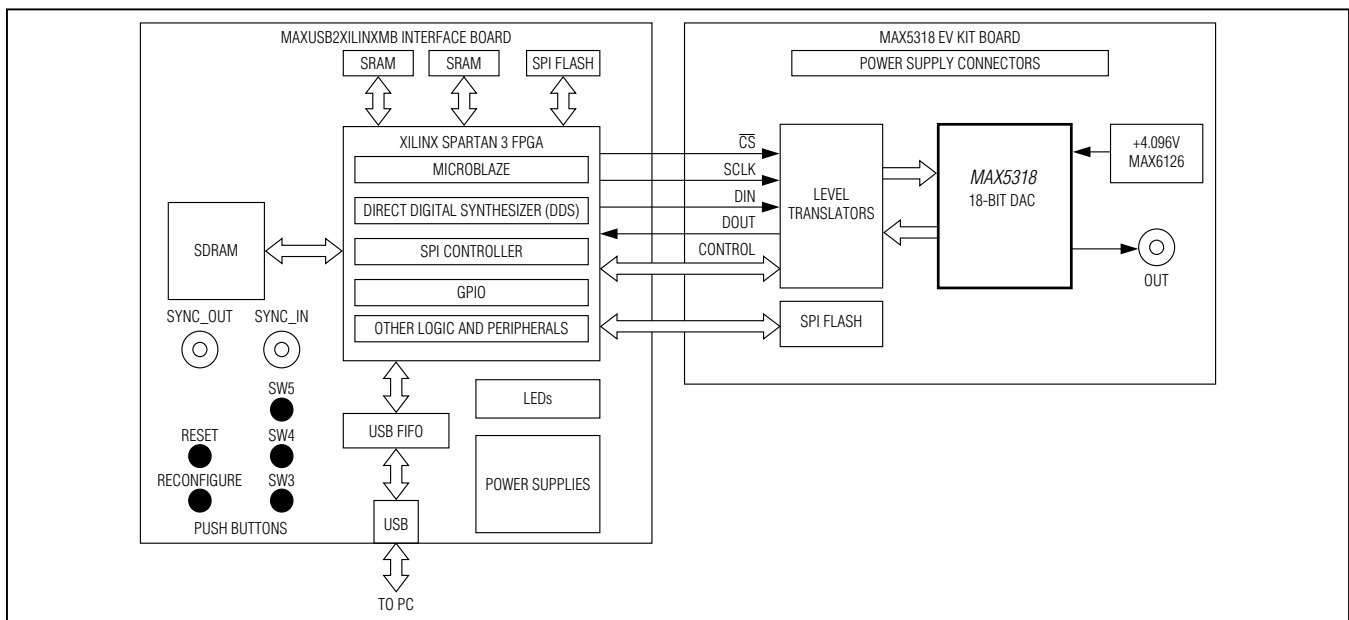 MAXUSB2XILINXMB INTERFACE BOARD
SRAM
SRAM
SPI FLASH
XILINX SPARTAN 3 FPGA
MICROBLAZE
DIRECT DIGITAL SYNTHESIZER (DDS)
SPI CONTROLLER
GPIO
OTHER LOGIC AND PERIPHERALS
SDRAM
SYNC_OUT
SYNC_IN
SW5
RESET
SW4
RECONFIGURE
SW3
PUSH BUTTONS
USB FIFO
USB
TO PC
LEDs
POWER SUPPLIES
CS
SCLK
DIN
DOUT
CONTROL
MAX5318 EV KIT BOARD
POWER SUPPLY CONNECTORS
LEVEL
TRANSLATORS
MAX5318
18-BIT DAC
+4.096V
MAX6126
OUT
SPI FLASH